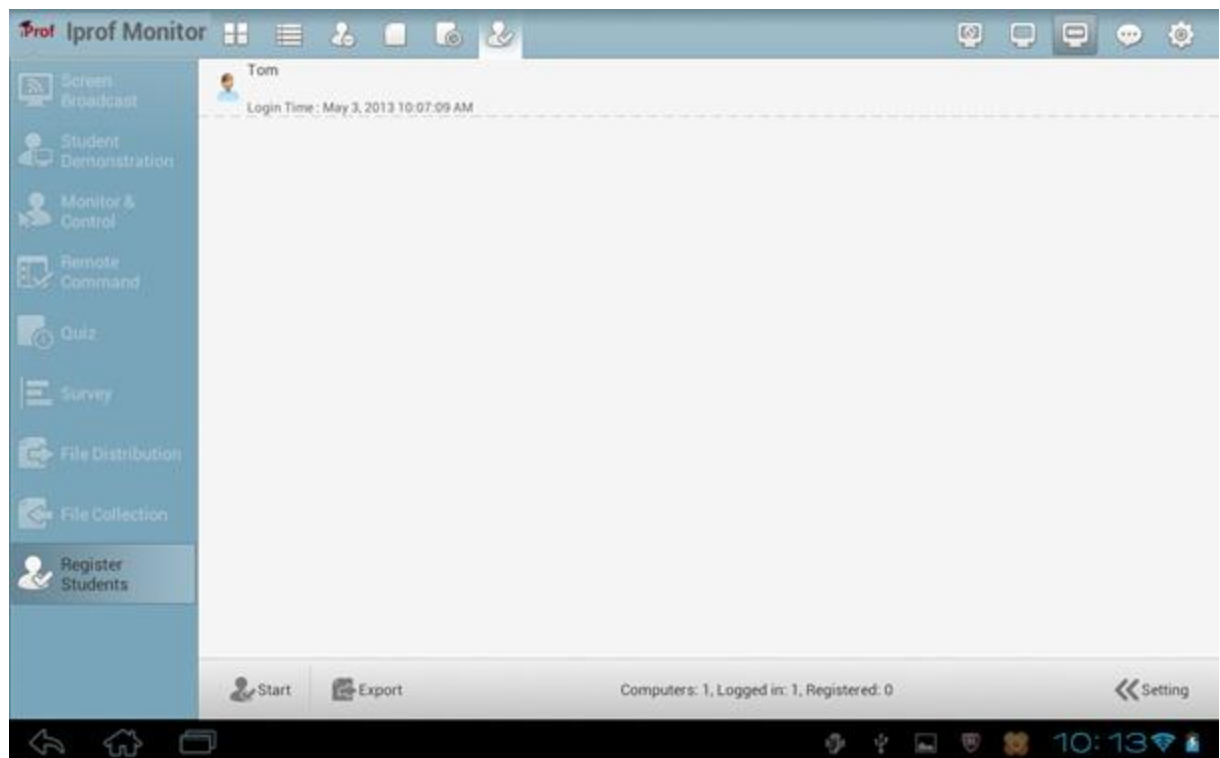 Prof Iprof Monitor
Screen
Broadcast
Student
Demonstration
Monitor &
Control
Remote
Command
Quiz
Survey
File Distribution
File Collection
Register
Students
Tom
Login Time : May 3, 2013 10:07:09 AM
Start
Export
Computers: 1, Logged in: 1, Registered: 0
Setting
10:13